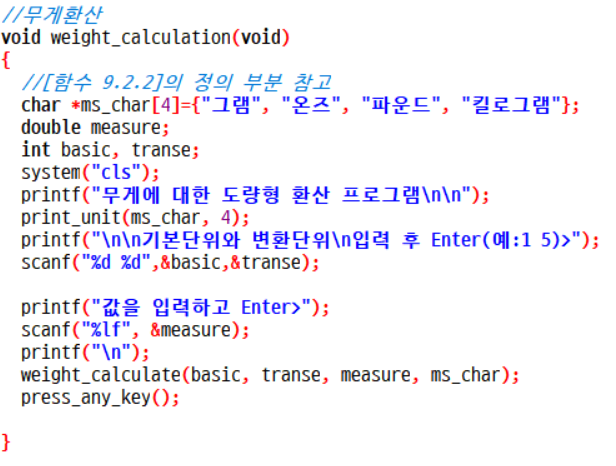 //무게환산
void weight_calculation(void)
{
//[함수 9.2.2]의 정의 부분 참고
char *ms_char[4]={"그램", "온즈", "파운드", "킬로그램"};
double measure;
int basic, transe;
system("cls");
printf("무게에 대한 도량형 환산 프로그램\n\n");
print_unit(ms_char, 4);
printf("\n\n기본단위와 변환단위\n입력 후 Enter(예:1 5)>");
scanf("%d %d",&basic,&transe);
printf("값을 입력하고 Enter>");
scanf("%lf", &measure);
printf("\n");
weight_calculate(basic, transe, measure, ms_char);
press_any_key();
}